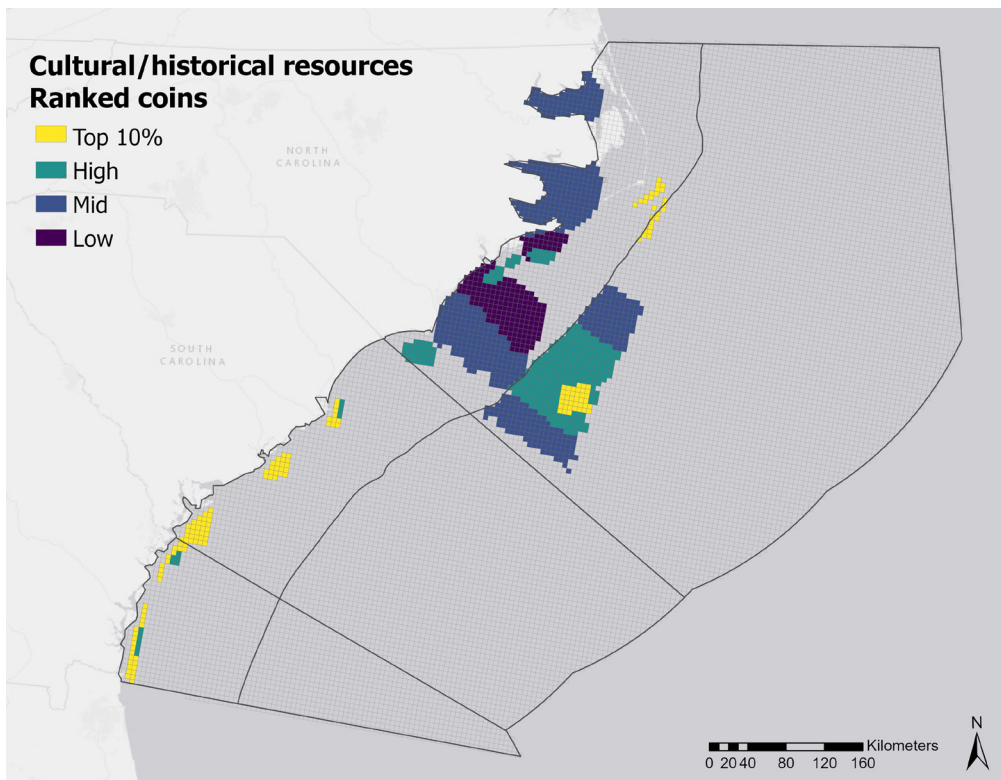 Cultural/historical resources
Ranked coins
Top 10%
High
Mid
Low
NORTH
CAROLINA
SOUTH
CAROLINA
N
Kilometers
0 20 40 80 120 160